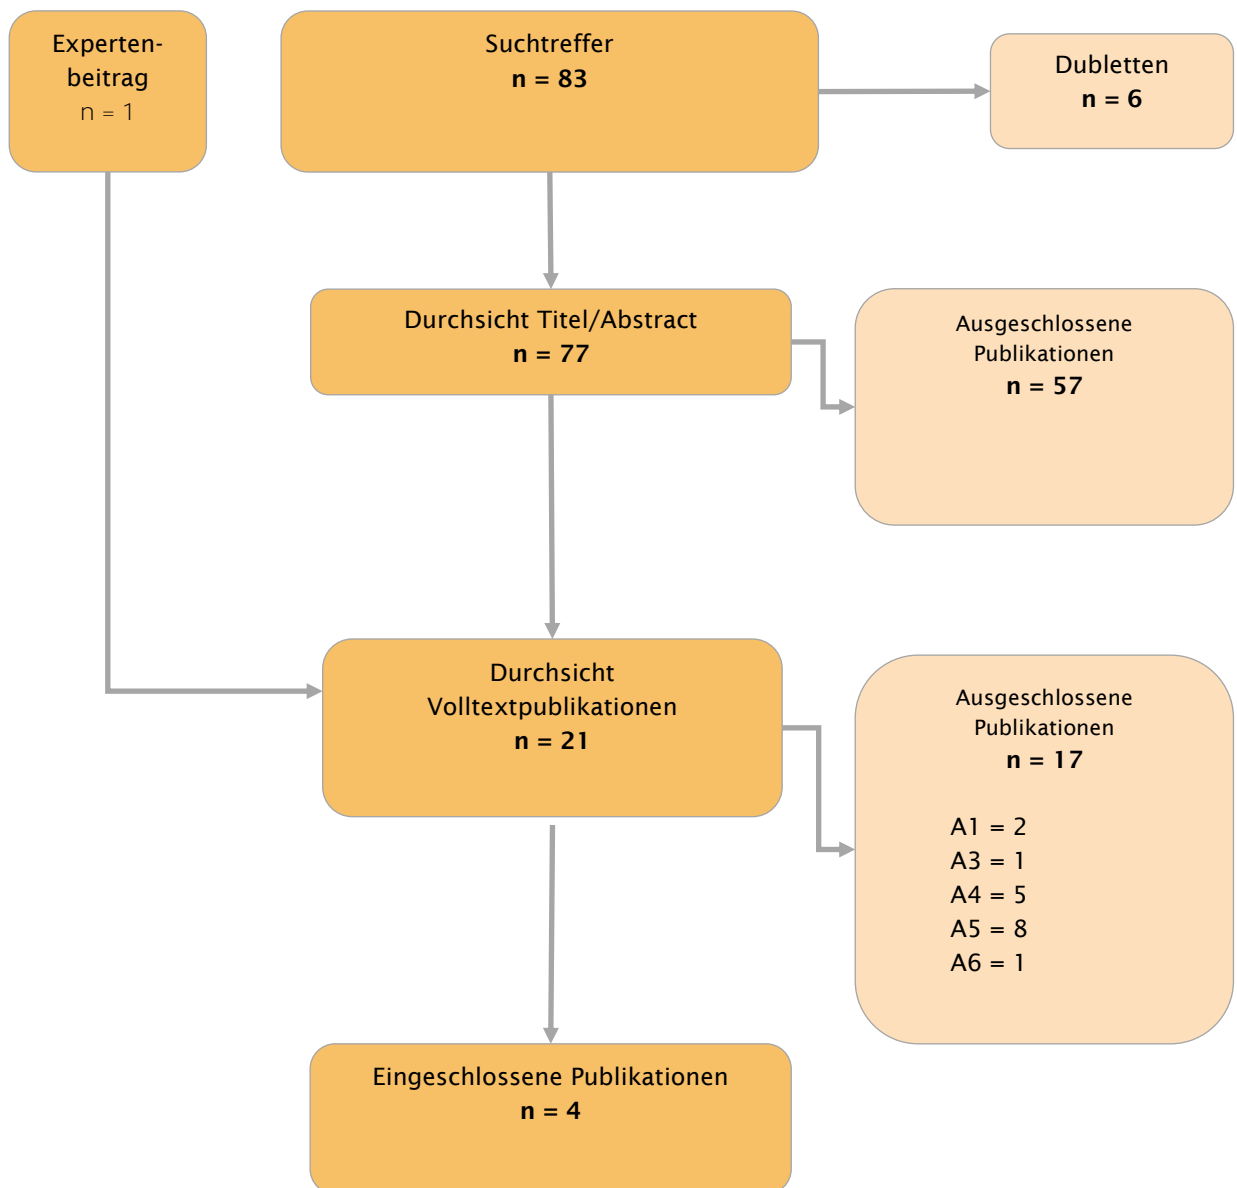 Experten-
beitrag
n = 1
Suchtreffer
n = 83
Dubletten
n = 6
Durchsicht Titel/Abstract
n = 77
Ausgeschlossene
Publikationen
n = 57
Durchsicht
Volltextpublikationen
n = 21
Ausgeschlossene
Publikationen
n = 17
A1 = 2
A3 = 1
A4 = 5
A5 = 8
A6 = 1
Eingeschlossene Publikationen
n = 4